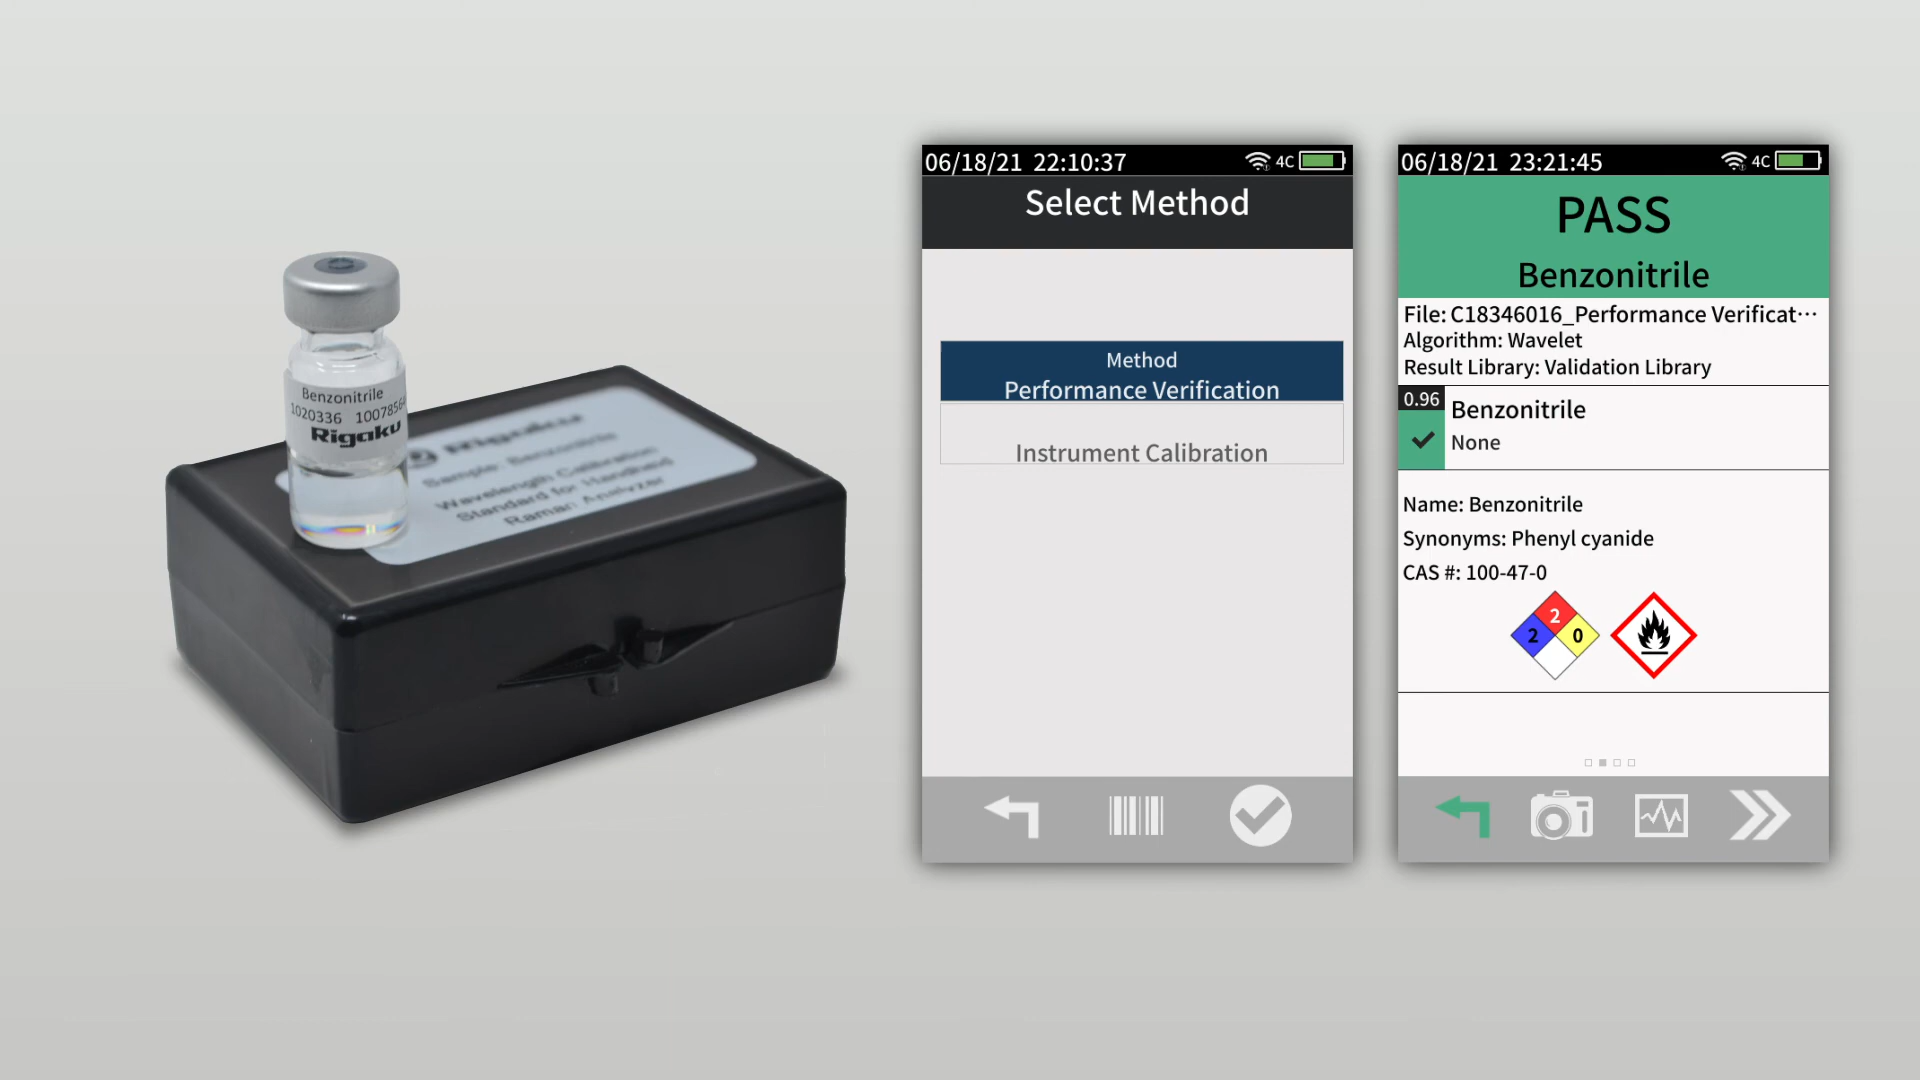 Benzonitrile
1020336 1007856
Rigaku
Rigaku
Sample: Benzonitrile
Wavelength Calibration
Standard for Handheld
Raman Analyzer
06/18/21 22:10:37
4C
Select Method
Method
Performance Verification
Instrument Calibration
06/18/21 23:21:45
4C
PASS
Benzonitrile
File: C18346016_Performance Verificat···
Algorithm: Wavelet
Result Library: Validation Library
0.96
Benzonitrile
None
Name: Benzonitrile
Synonyms: Phenyl cyanide
CAS #: 100-47-0
2
2 0